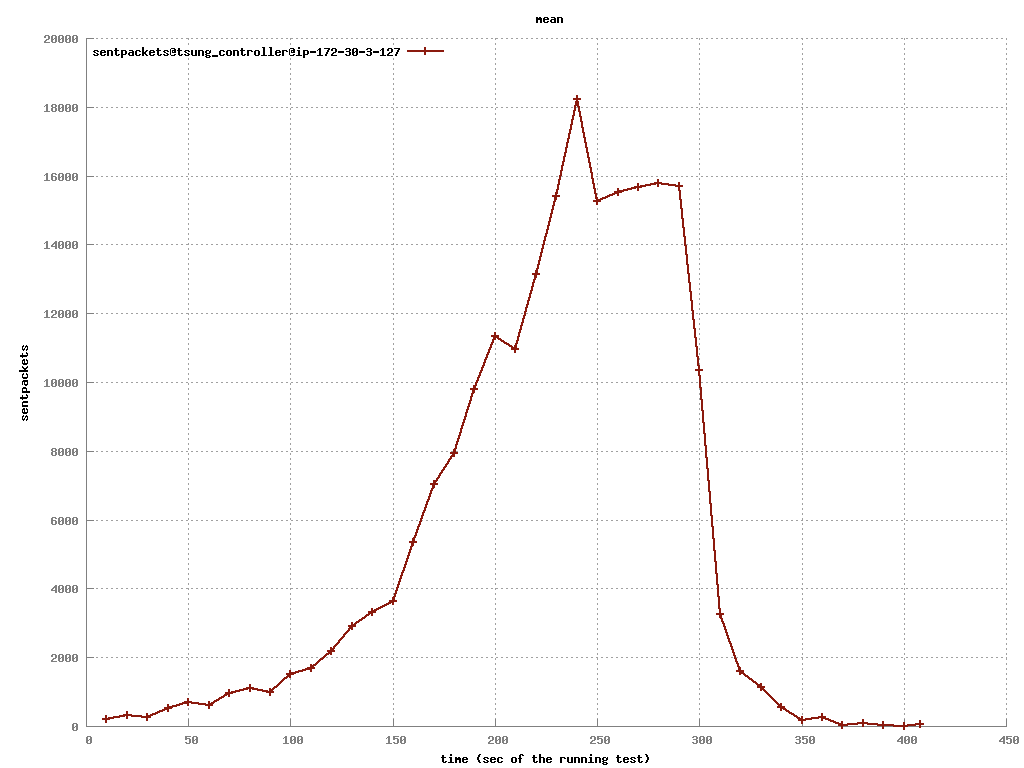 mean
sentpackets@tsung_controller@ip-172-30-3-127
20000
18000
16000
14000
12000
10000
8000
6000
4000
2000
0
sentpackets
0 50 100 150 200 250 300 350 400 450
time (sec of the running test)